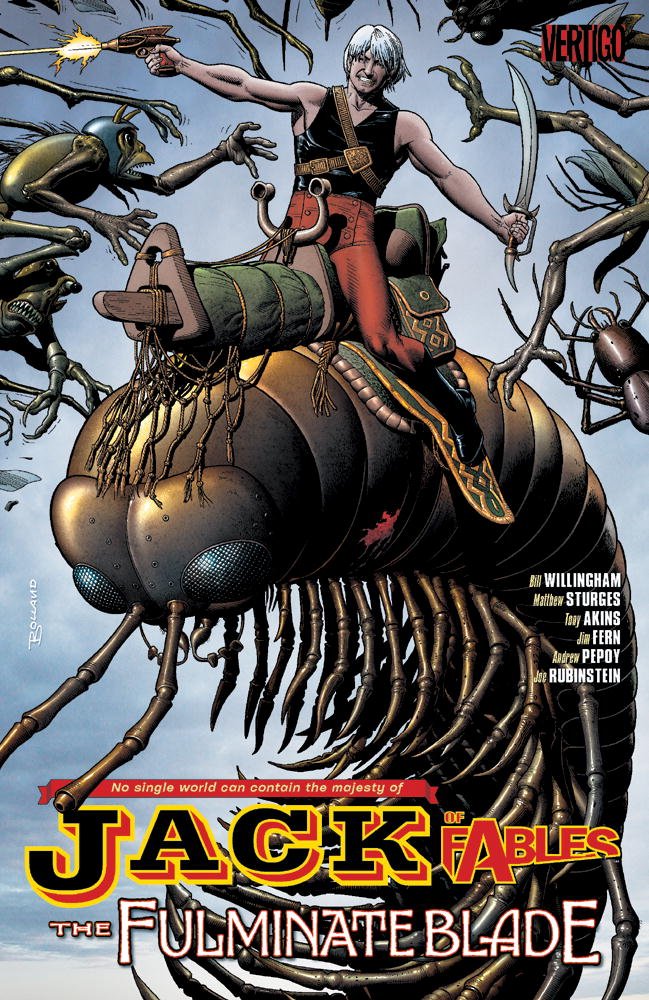 VERTIGO
BOLLAND
Bill WILLINGHAM
Matthew STURGES
Tony AKINS
Jim FERN
Andrew PEPOY
Joe RUBINSTEIN
No single world can contain the majesty of
JACK OF FABLES
THE FULMINATE BLADE